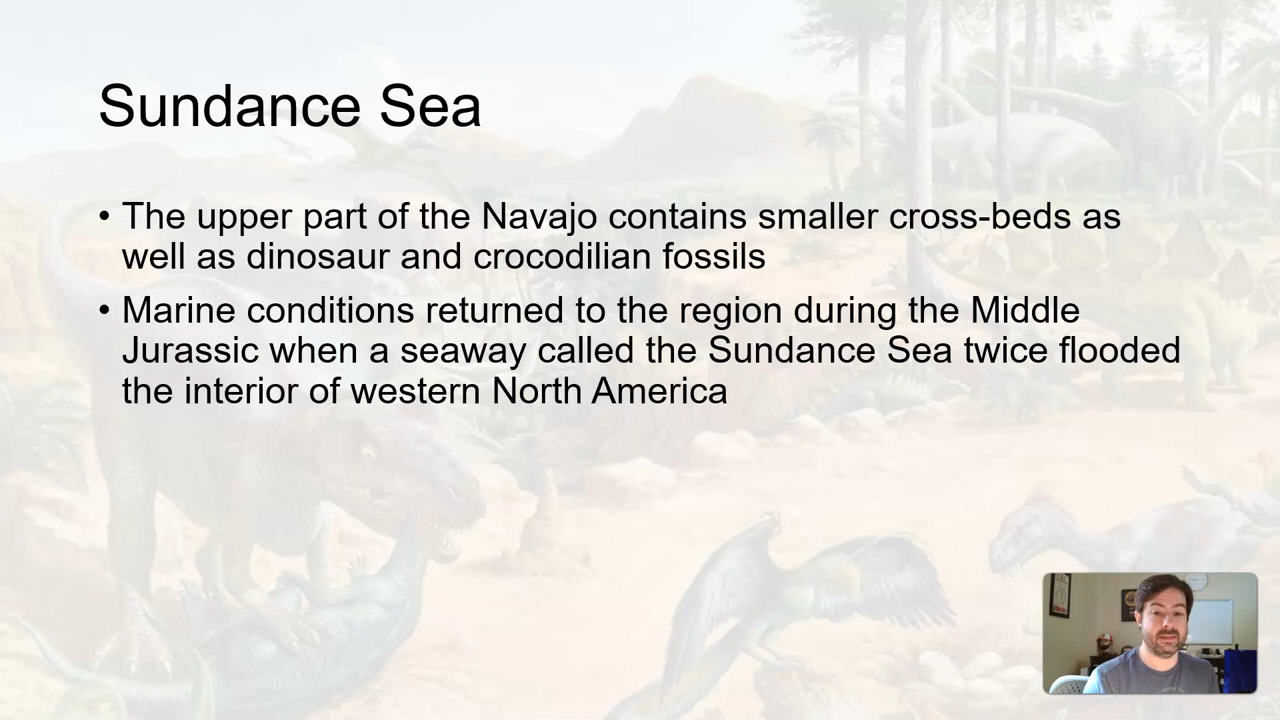 Sundance Sea
• The upper part of the Navajo contains smaller cross-beds as
well as dinosaur and crocodilian fossils
• Marine conditions returned to the region during the Middle
Jurassic when a seaway called the Sundance Sea twice flooded
the interior of western North America